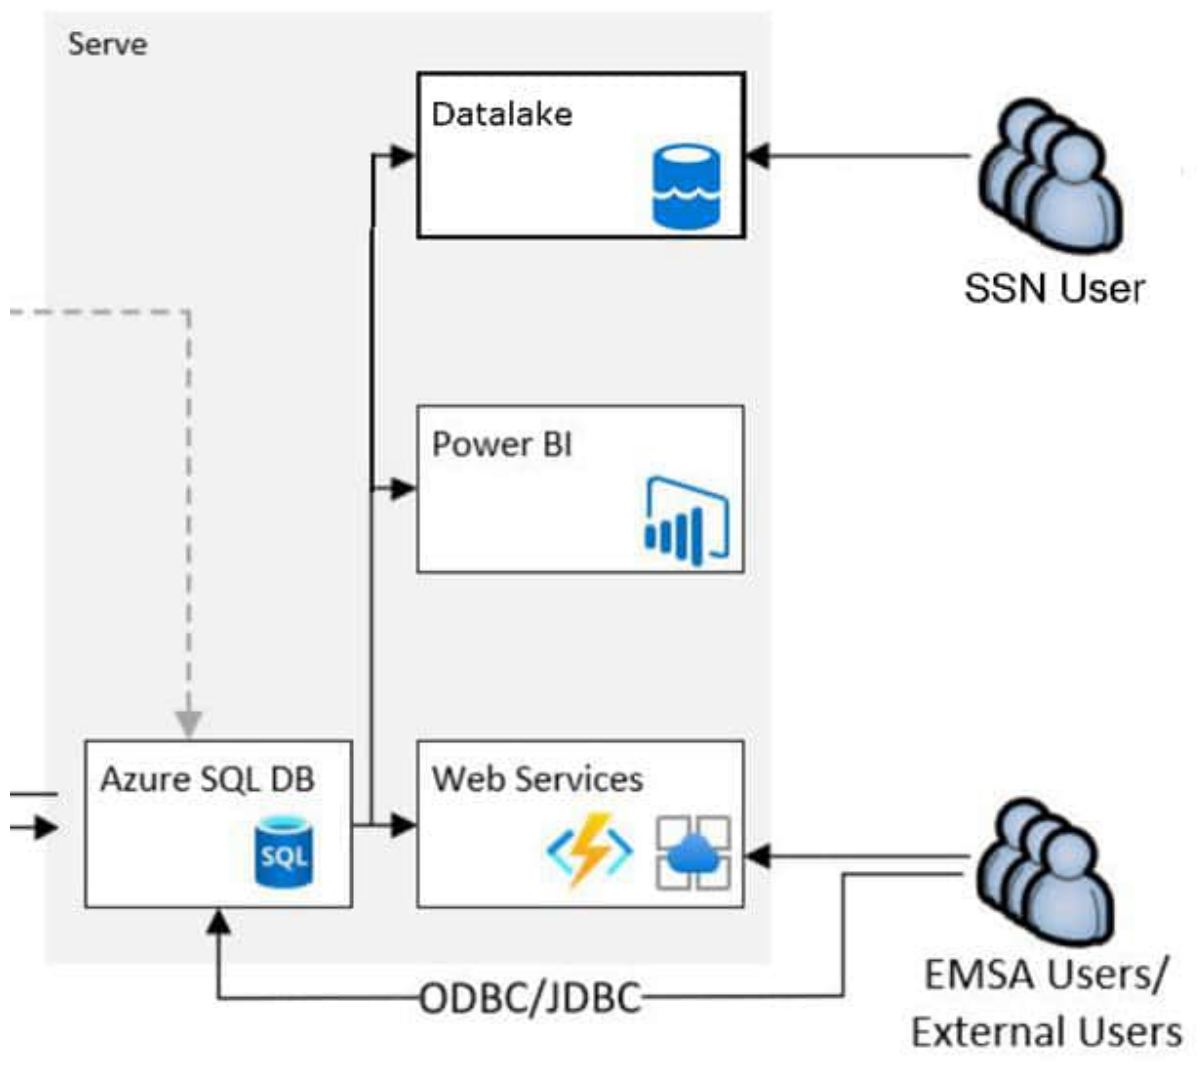 Serve
Datalake
SSN User
Power BI
Azure SQL DB
SQL
Web Services
EMSA Users/
External Users
ODBC/JDBC